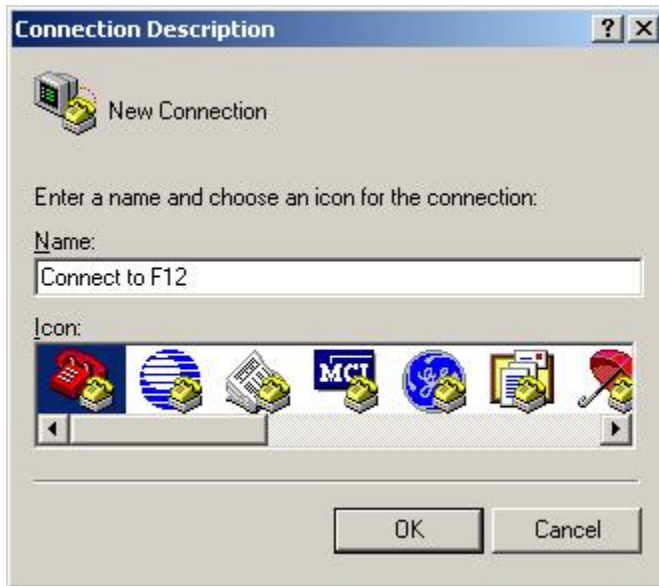 Connection Description
New Connection
Enter a name and choose an icon for the connection:
Name:
Connect to F12
Icon:
MCI
OK Cancel